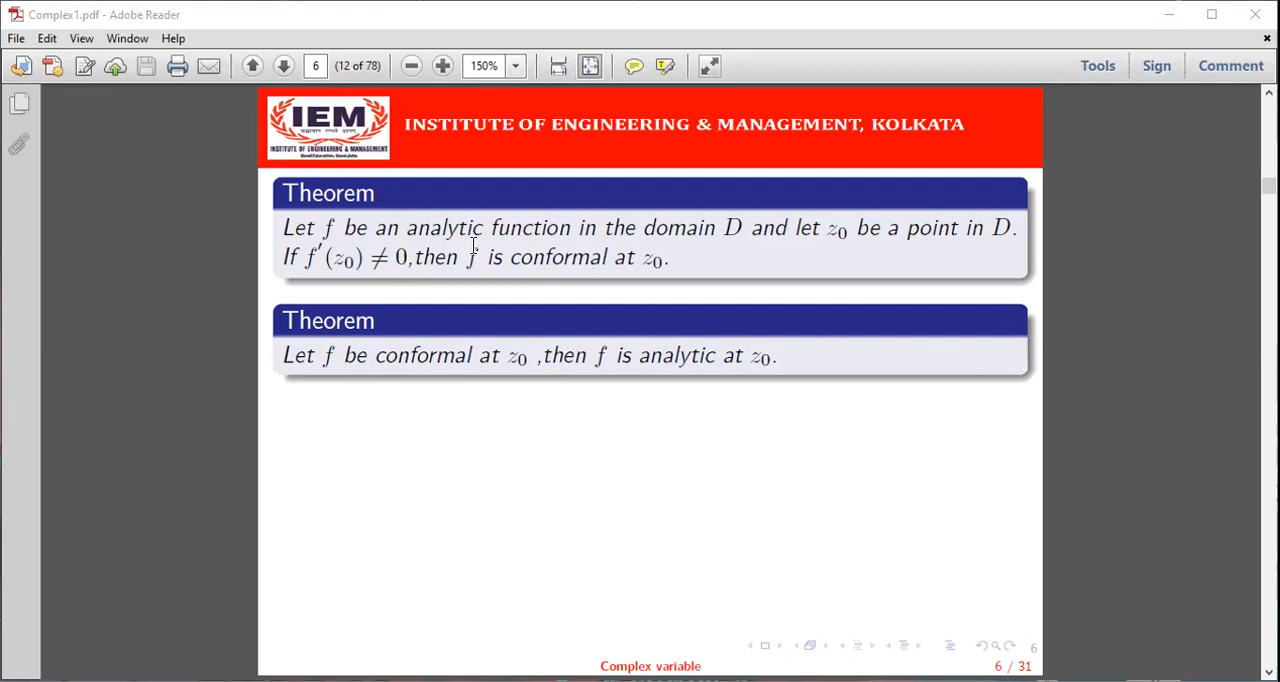 Complex1.pdf - Adobe Reader
File Edit View Window Help
6 (12 of 78) 150% Tools Sign Comment
IEM
INSTITUTE OF ENGINEERING & MANAGEMENT
INSTITUTE OF ENGINEERING & MANAGEMENT, KOLKATA
Theorem
Let f be an analytic function in the domain D and let z₀ be a point in D.
If f′(z₀) ≠ 0,then f is conformal at z₀.
Theorem
Let f be conformal at z₀ ,then f is analytic at z₀.
6
Complex variable 6 / 31